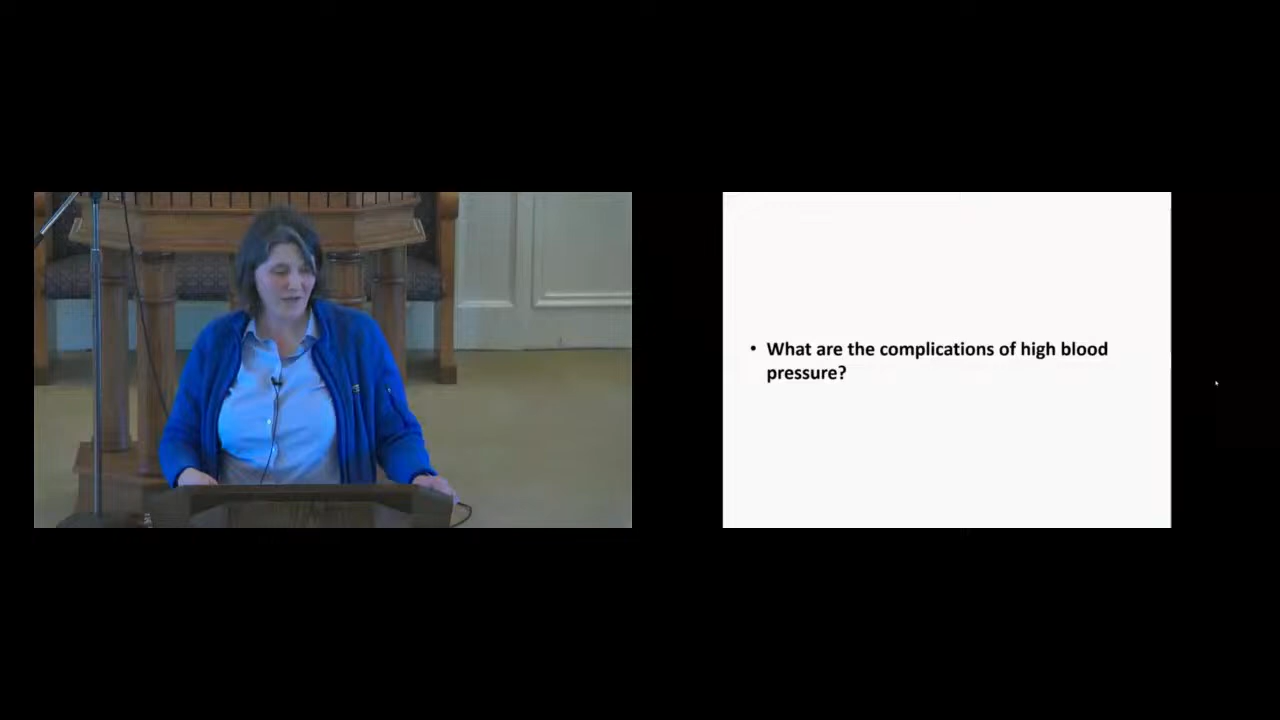 • What are the complications of high blood
pressure?